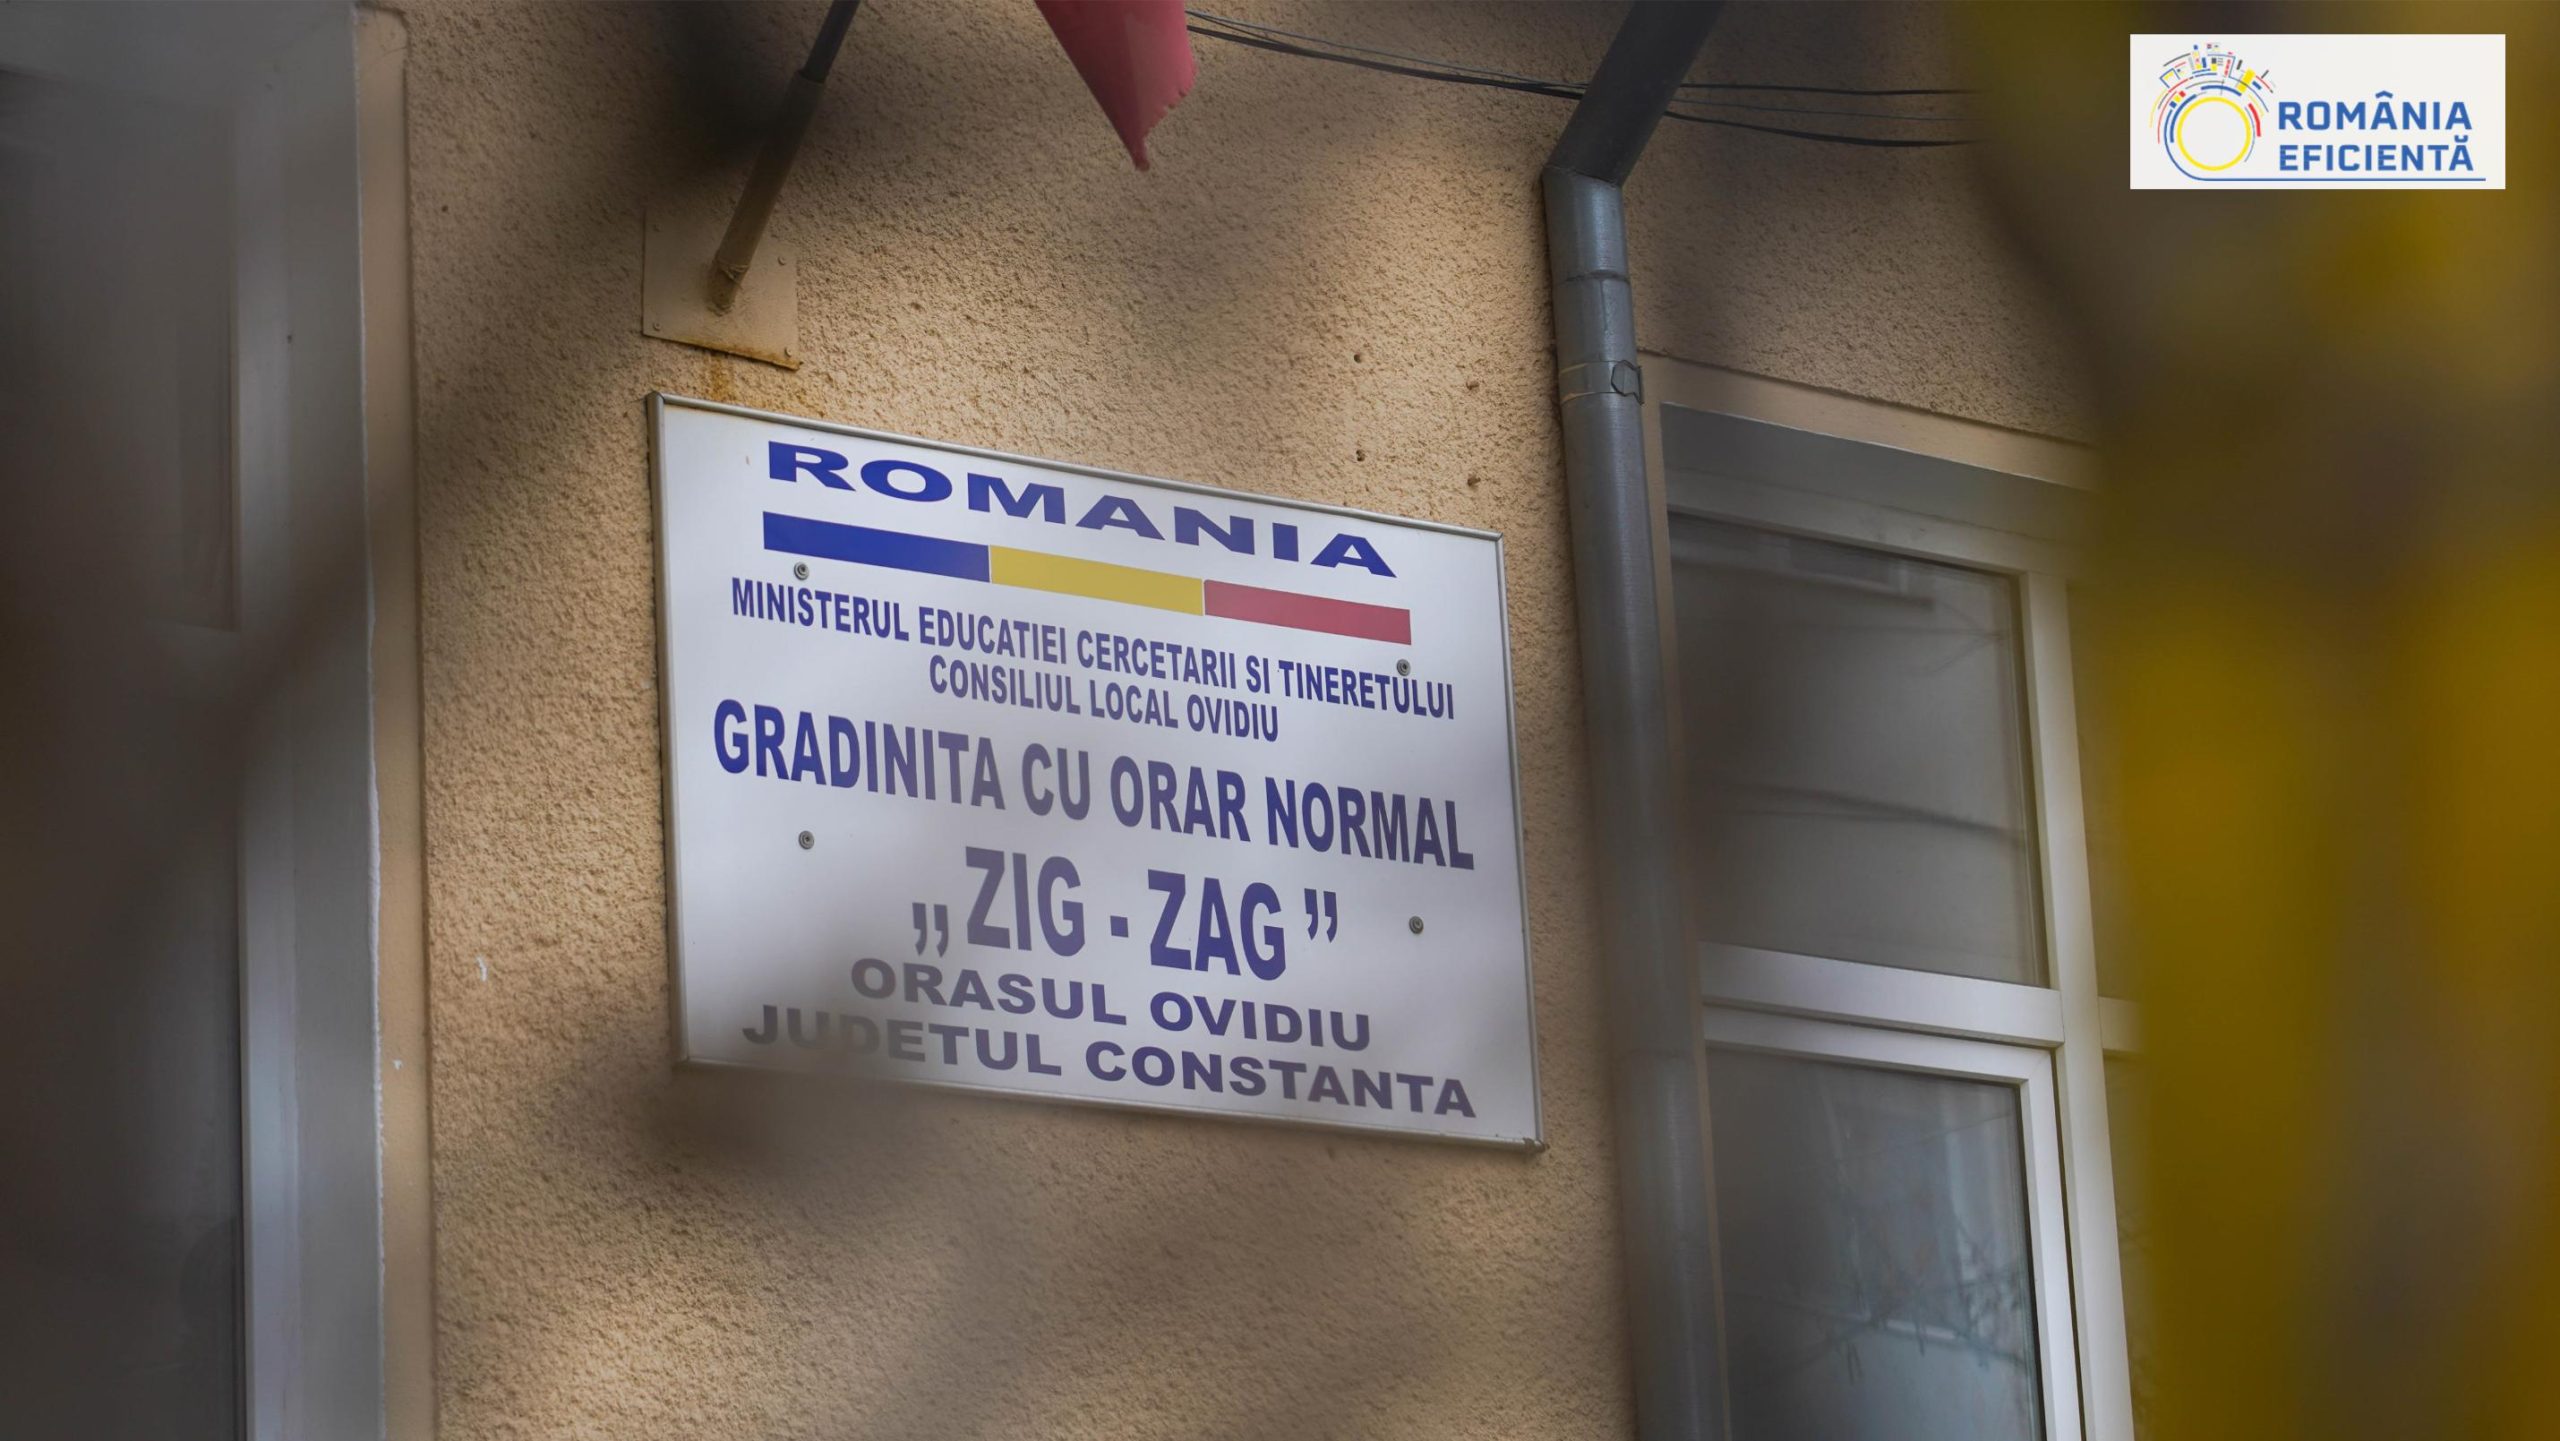 ROMÂNIA
EFICIENTĂ
ROMANIA
MINISTERUL EDUCATIEI CERCETARII SI TINERETULUI
CONSILIUL LOCAL OVIDIU
GRADINITA CU ORAR NORMAL
„ZIG - ZAG”
ORASUL OVIDIU
JUDETUL CONSTANTA